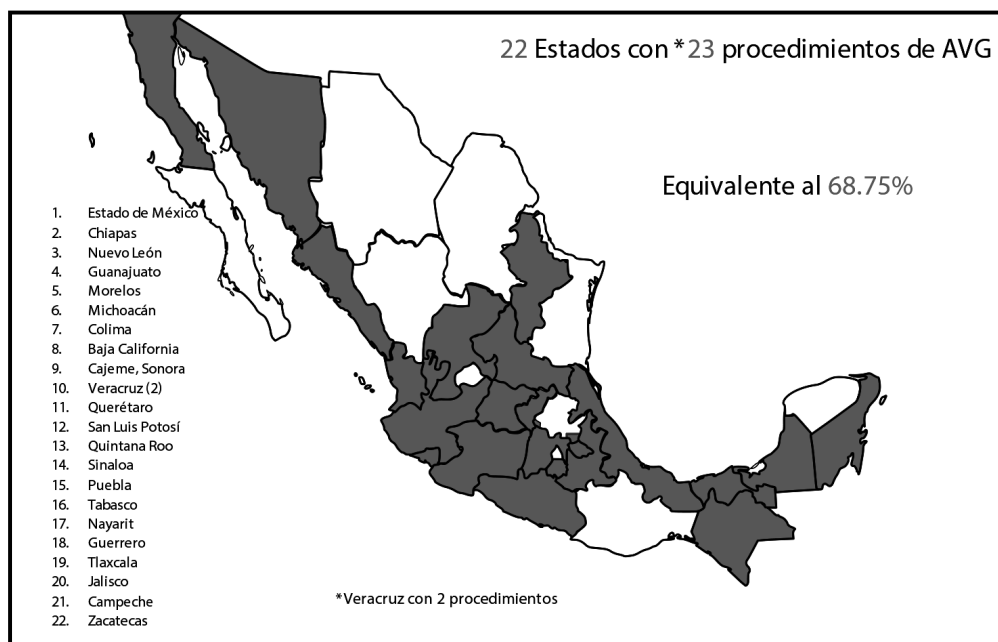 22 Estados con *23 procedimientos de AVG
Equivalente al 68.75%
1. Estado de México
2. Chiapas
3. Nuevo León
4. Guanajuato
5. Morelos
6. Michoacán
7. Colima
8. Baja California
9. Cajeme, Sonora
10. Veracruz (2)
11. Querétaro
12. San Luis Potosí
13. Quintana Roo
14. Sinaloa
15. Puebla
16. Tabasco
17. Nayarit
18. Guerrero
19. Tlaxcala
20. Jalisco
21. Campeche
22. Zacatecas
*Veracruz con 2 procedimientos